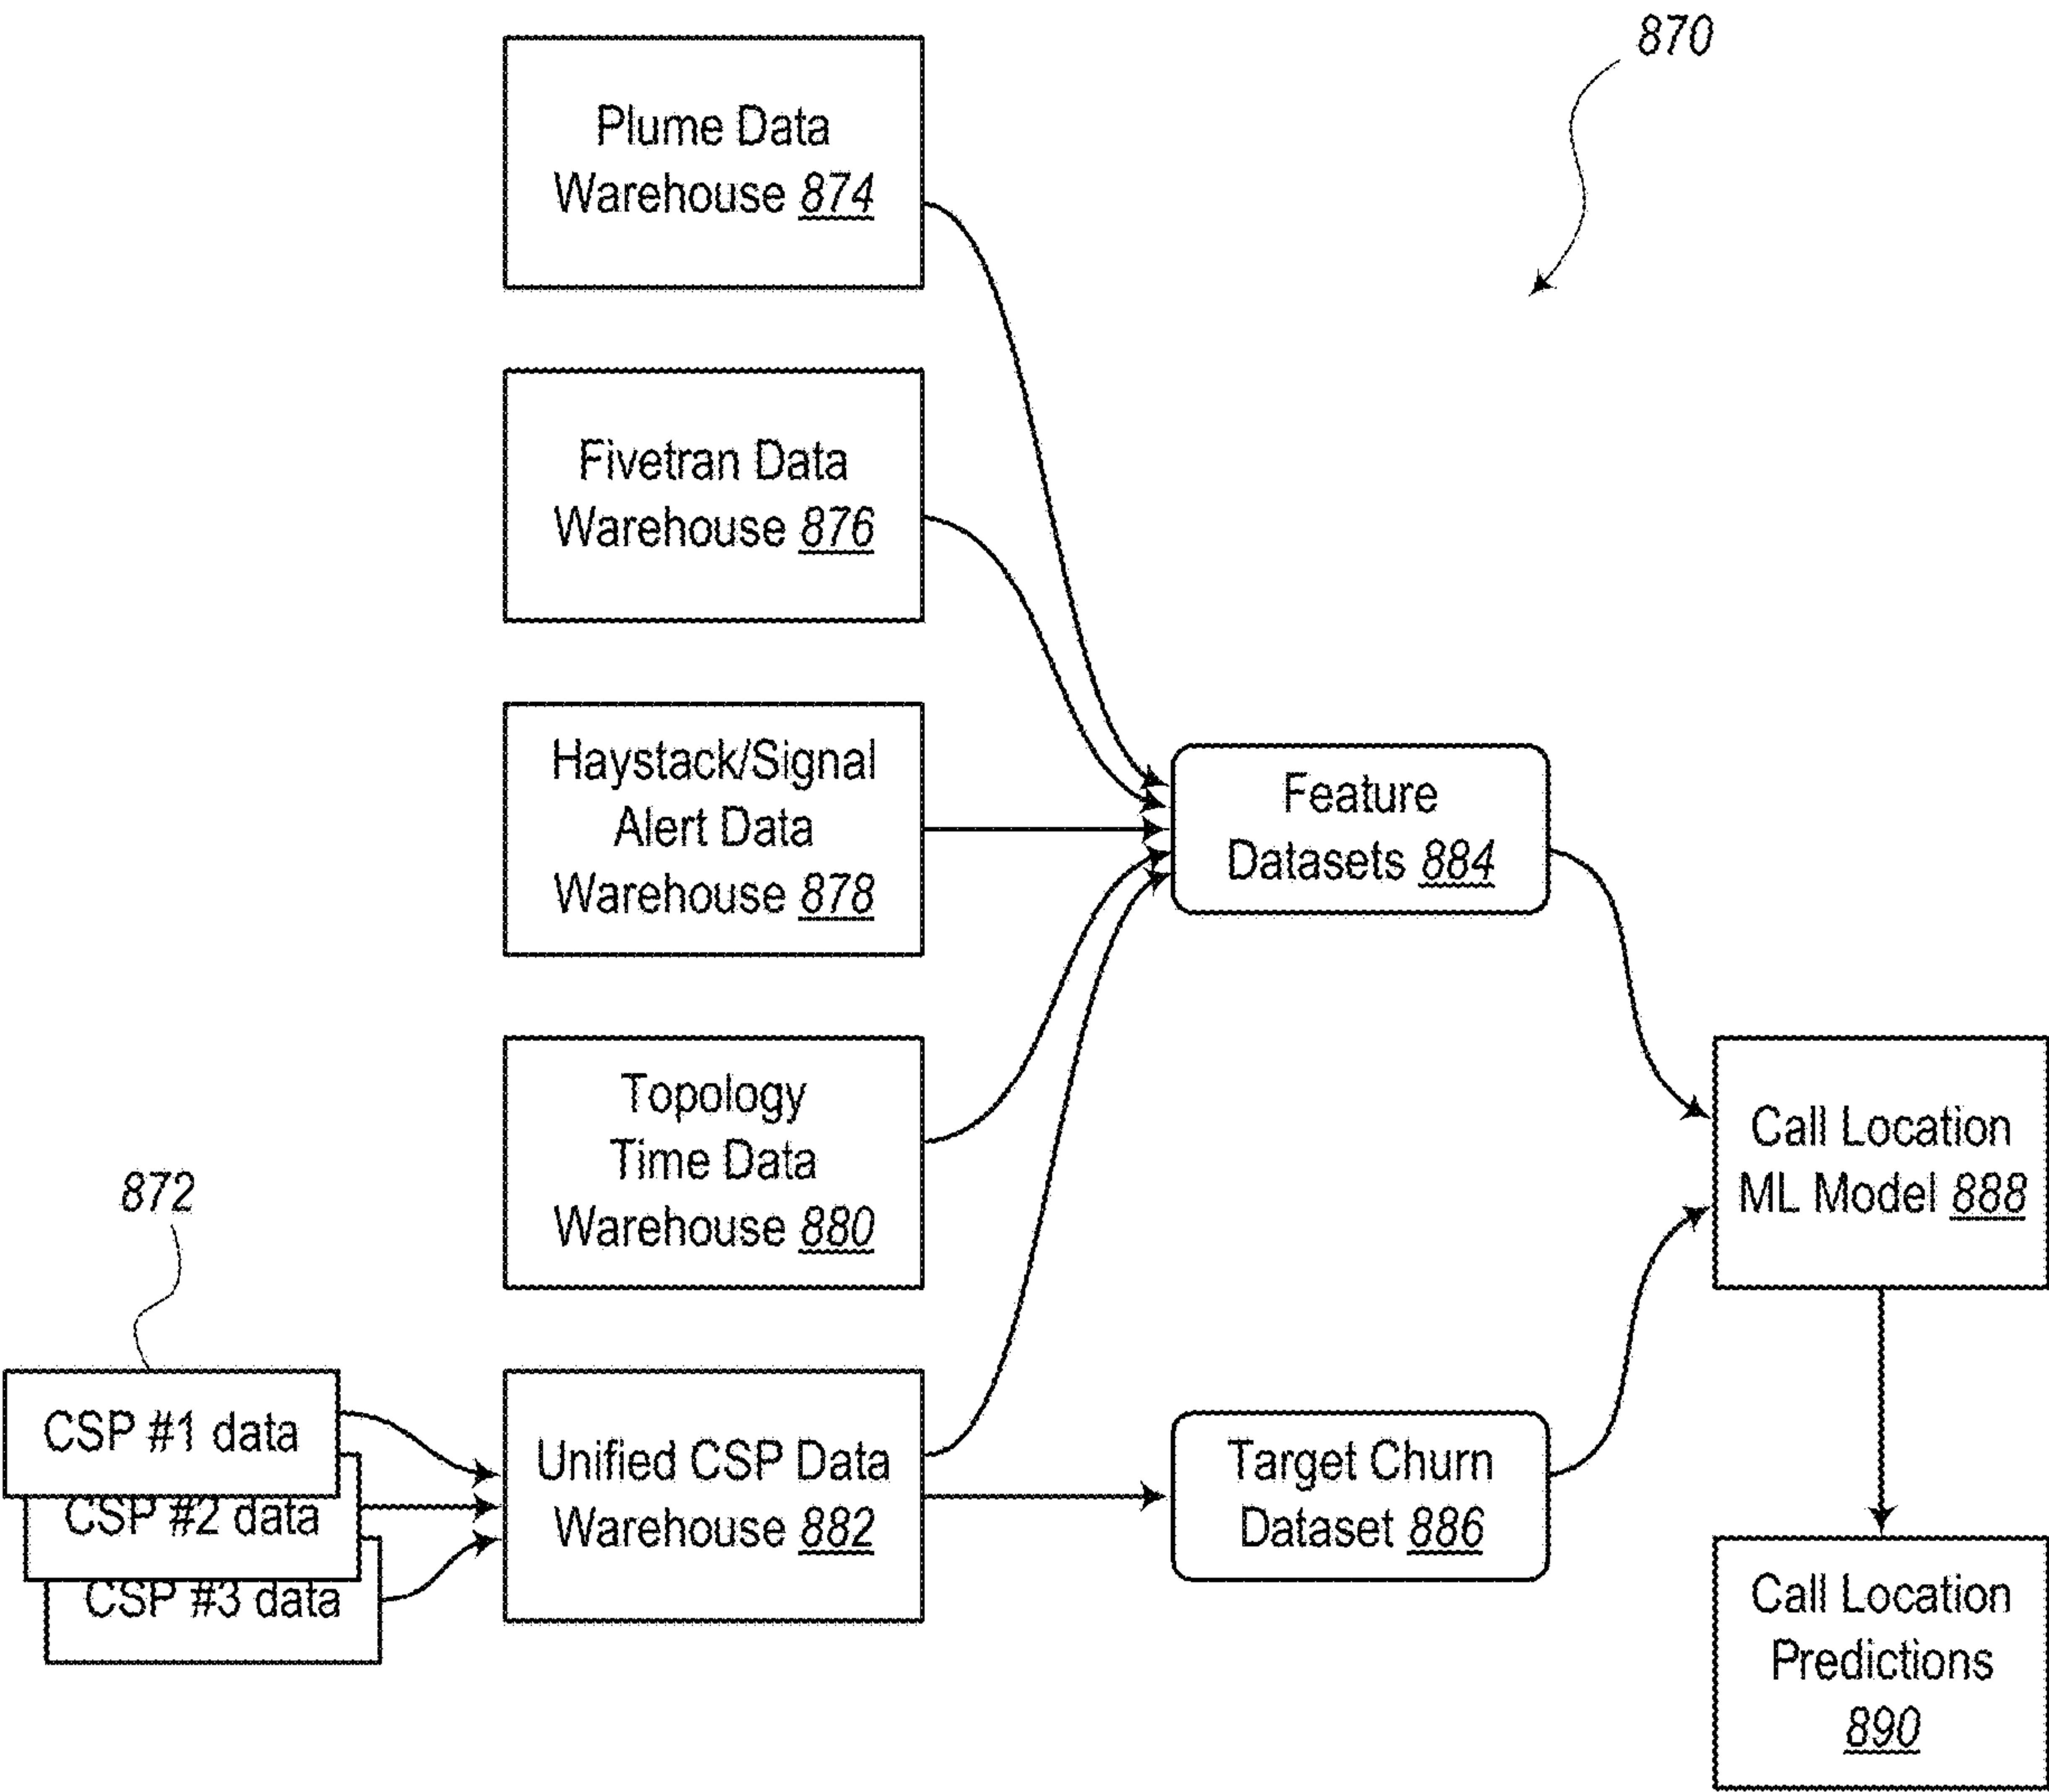 870
Plume Data
Warehouse 874
Fivetran Data
Warehouse 876
Haystack/Signal
Alert Data
Warehouse 878
Feature
Datasets 884
Topology
Time Data
Warehouse 880
Call Location
ML Model 888
872
CSP #1 data
CSP #2 data
CSP #3 data
Unified CSP Data
Warehouse 882
Target Churn
Dataset 886
Call Location
Predictions
890